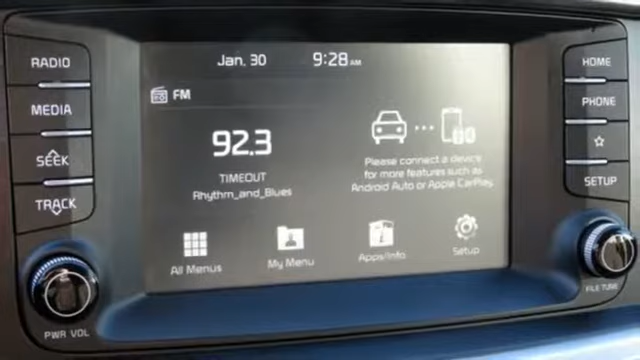 RADIO
MEDIA
SEEK
TRACK
PWR VOL
Jan. 30 9:28 AM
FM
92.3
TIMEOUT
Rhythm_and_Blues
Please connect a device
for more features such as
Android Auto or Apple CarPlay.
All Menus
My Menu
Apps/Info
Setup
HOME
PHONE
SETUP
FILE TUNE